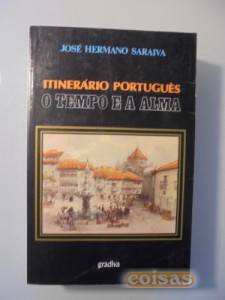 JOSÉ HERMANO SARAIVA
ITINERÁRIO PORTUGUÊS
O TEMPO E A ALMA
gradiva
coisas